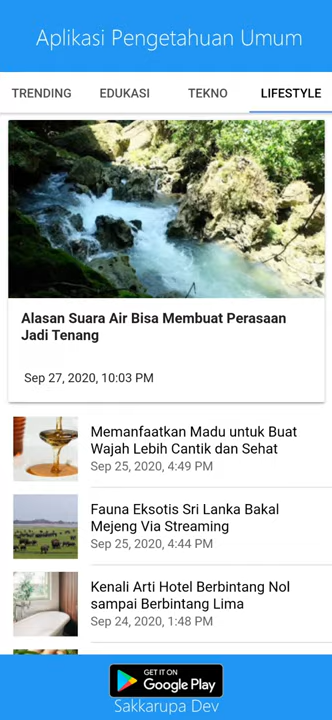 Aplikasi Pengetahuan Umum
TRENDING EDUKASI TEKNO LIFESTYLE
Alasan Suara Air Bisa Membuat Perasaan
Jadi Tenang
Sep 27, 2020, 10:03 PM
Memanfaatkan Madu untuk Buat
Wajah Lebih Cantik dan Sehat
Sep 25, 2020, 4:49 PM
Fauna Eksotis Sri Lanka Bakal
Mejeng Via Streaming
Sep 25, 2020, 4:44 PM
Kenali Arti Hotel Berbintang Nol
sampai Berbintang Lima
Sep 24, 2020, 1:48 PM
GET IT ON
Google Play
Sakkarupa Dev